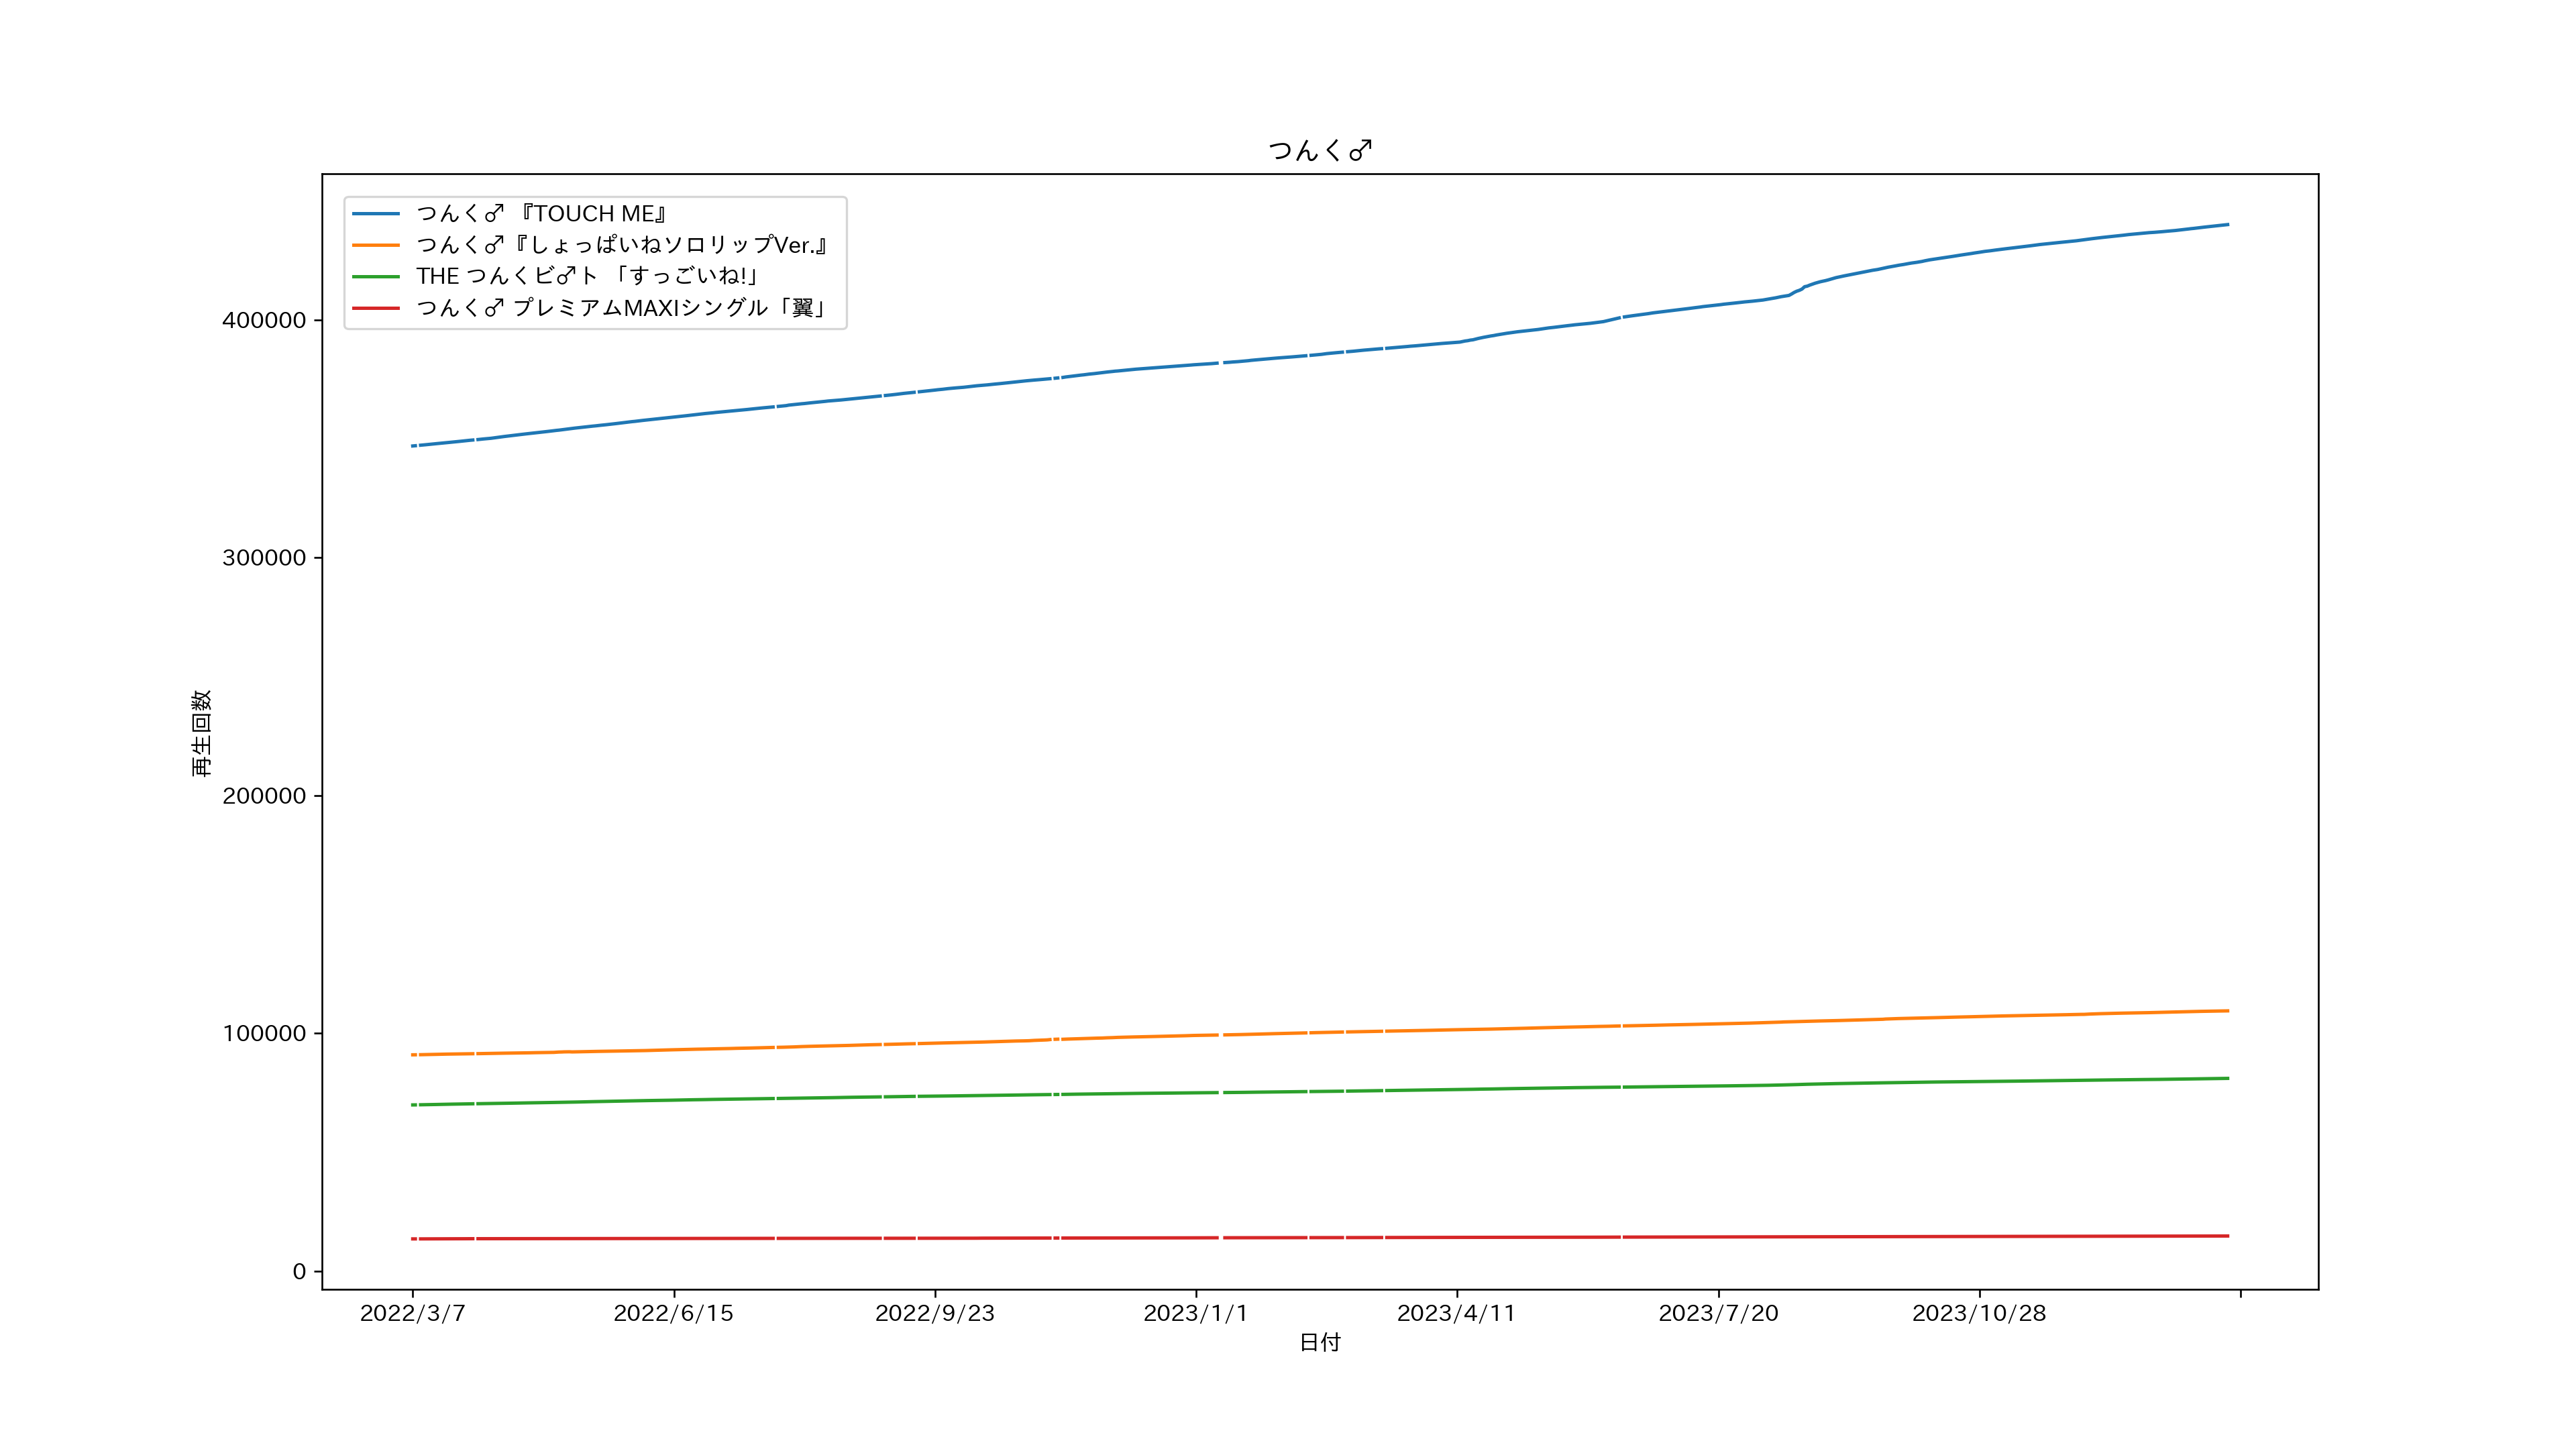 つんく♂
つんく♂ 『TOUCH ME』
つんく♂『しょっぱいねソロリップVer.』
THE つんくビ♂ト 「すっごいね!」
つんく♂ プレミアムMAXIシングル「翼」
400000
300000
200000
100000
0
再生回数
2022/3/7
2022/6/15
2022/9/23
2023/1/1
2023/4/11
2023/7/20
2023/10/28
日付